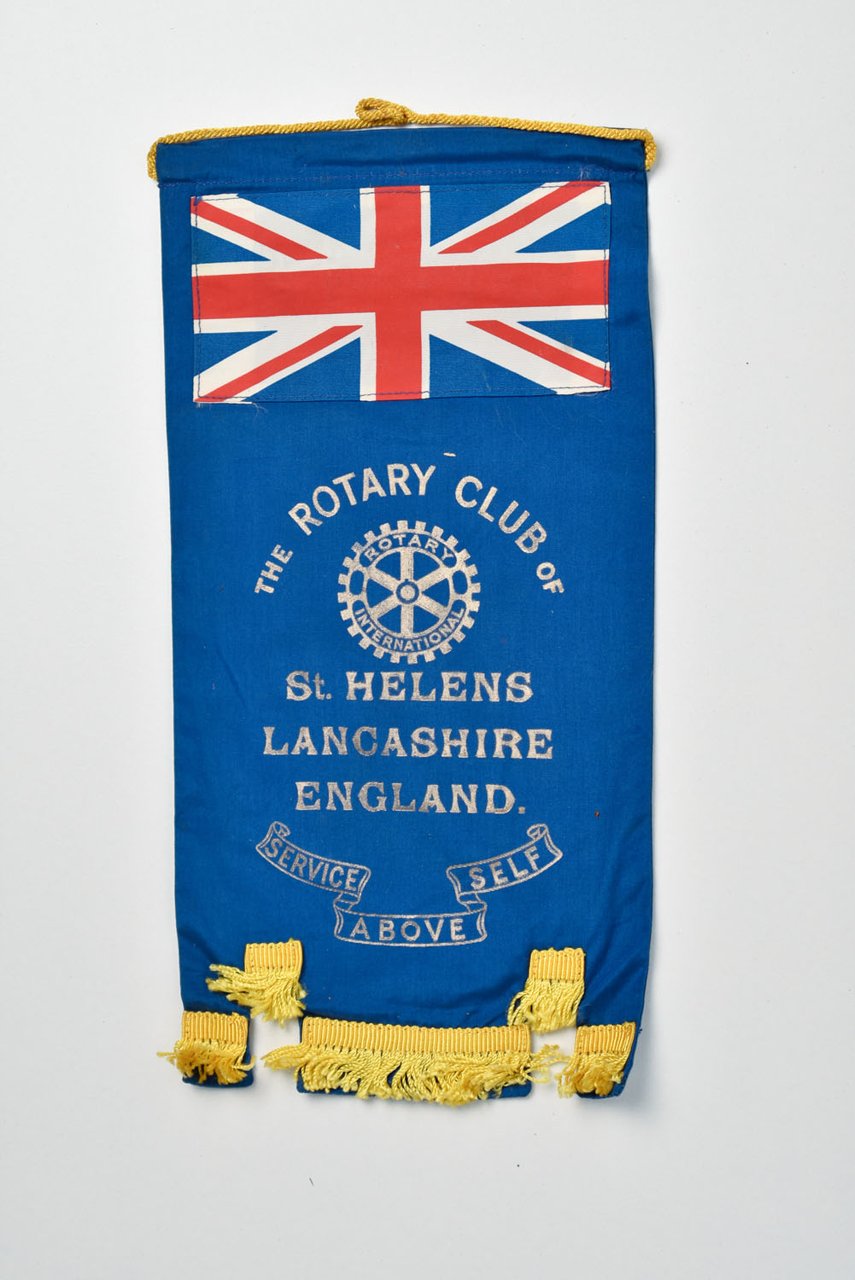 THE ROTARY CLUB OF
ROTARY
INTERNATIONAL
St. HELENS
LANCASHIRE
ENGLAND.
SERVICE
ABOVE
SELF